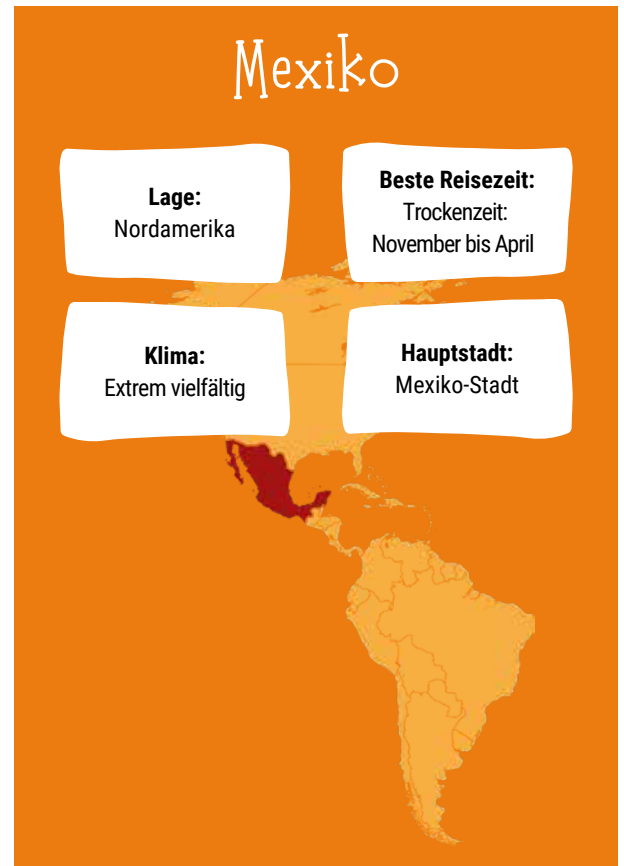 Mexiko
Lage:
Nordamerika
Beste Reisezeit:
Trockenzeit:
November bis April
Klima:
Extrem vielfältig
Hauptstadt:
Mexiko-Stadt